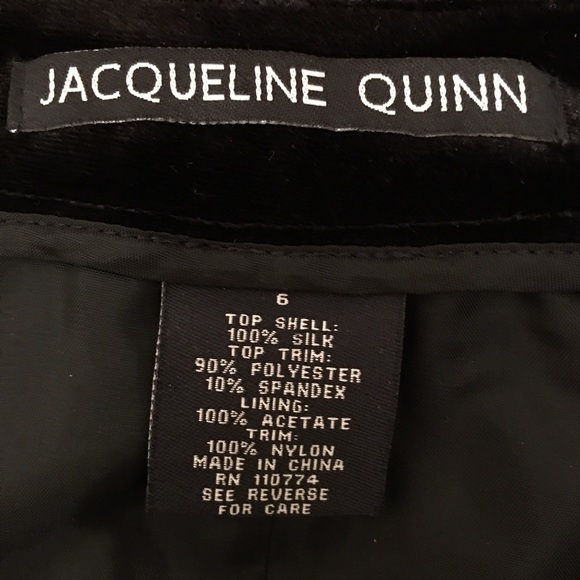 JACQUELINE QUINN
6
TOP SHELL:
100% SILK
TOP TRIM:
90% POLYESTER
10% SPANDEX
LINING:
100% ACETATE
TRIM:
100% NYLON
MADE IN CHINA
RN 110774
SEE REVERSE
FOR CARE